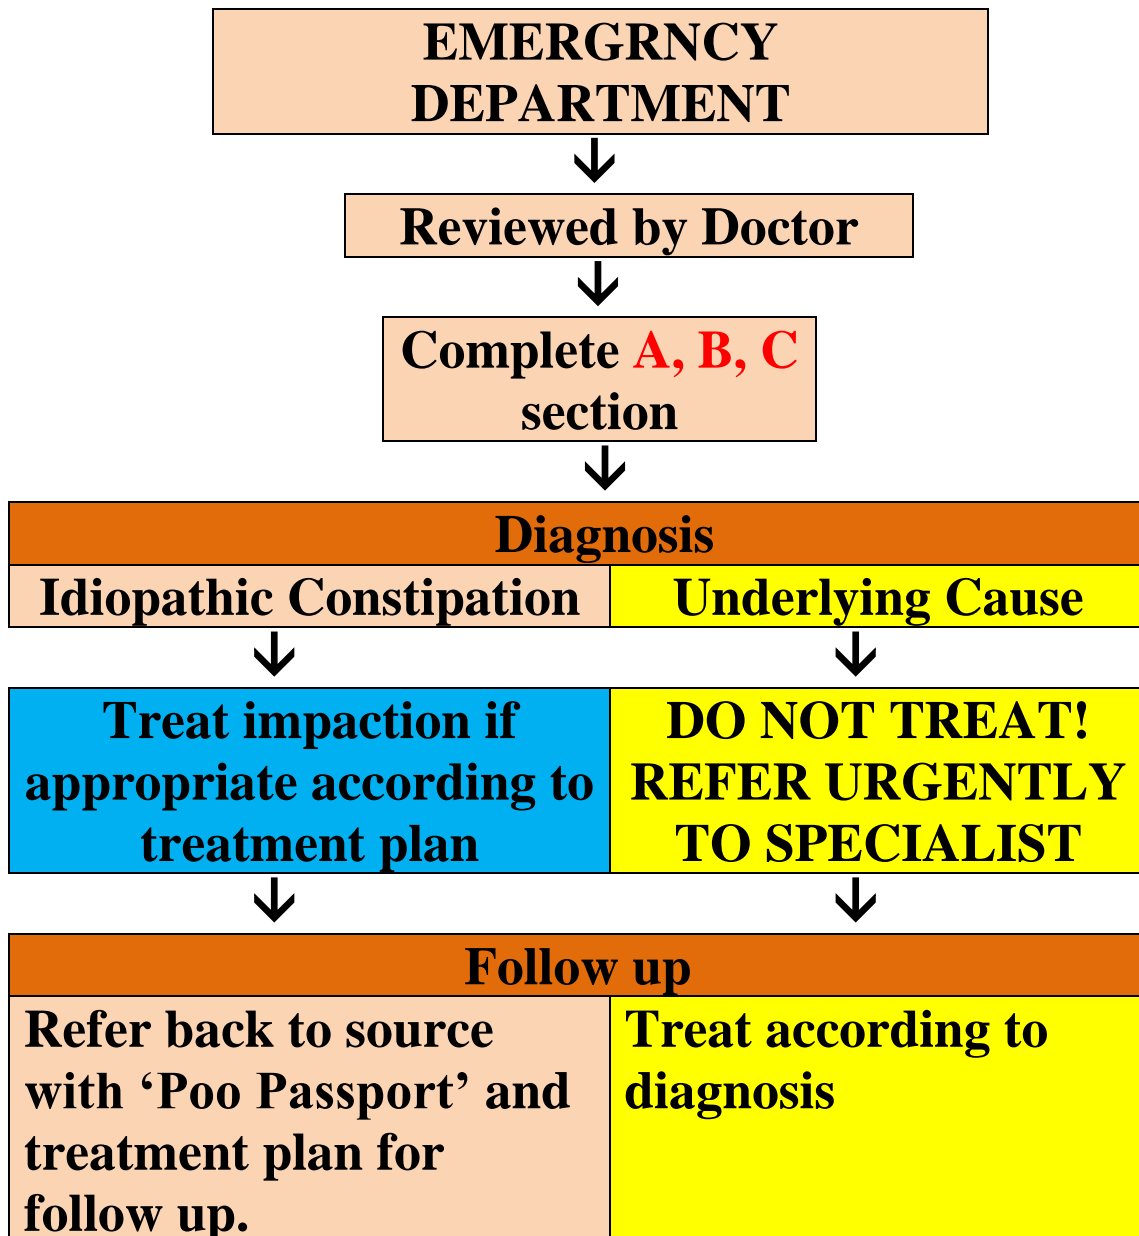 EMERGRNCY
DEPARTMENT
Reviewed by Doctor
Complete A, B, C
section
Diagnosis
Idiopathic Constipation
Underlying Cause
Treat impaction if
appropriate according to
treatment plan
DO NOT TREAT!
REFER URGENTLY
TO SPECIALIST
Follow up
Refer back to source
with ‘Poo Passport’ and
treatment plan for
follow up.
Treat according to
diagnosis